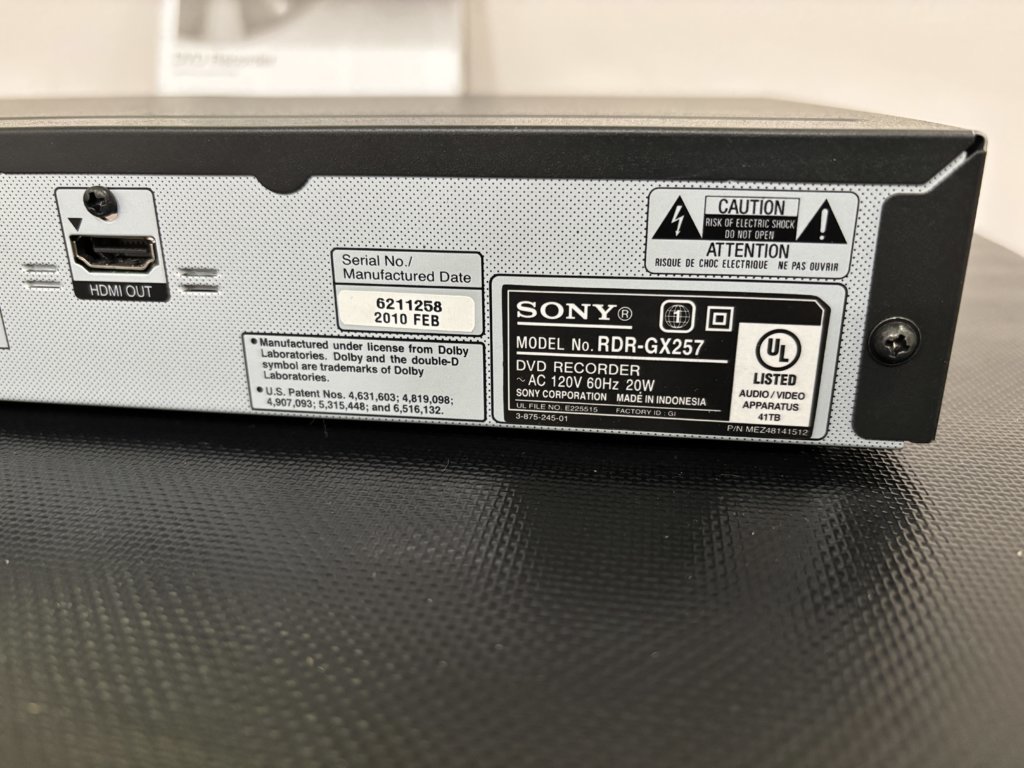 DVD Recorder
HDMI OUT
Serial No./
Manufactured Date
6211258
2010 FEB
• Manufactured under license from Dolby
Laboratories. Dolby and the double-D
symbol are trademarks of Dolby
Laboratories.
• U.S. Patent Nos. 4,631,603; 4,819,098;
4,907,093; 5,315,448; and 6,516,132.
CAUTION
RISK OF ELECTRIC SHOCK
DO NOT OPEN
ATTENTION
RISQUE DE CHOC ELECTRIQUE NE PAS OUVRIR
SONY® 1
MODEL No. RDR-GX257
DVD RECORDER
~ AC 120V 60Hz 20W
SONY CORPORATION MADE IN INDONESIA
UL FILE NO. E225515 FACTORY ID : GI
3-875-245-01
UL
LISTED
AUDIO / VIDEO
APPARATUS
41TB
P/N MEZ48141512